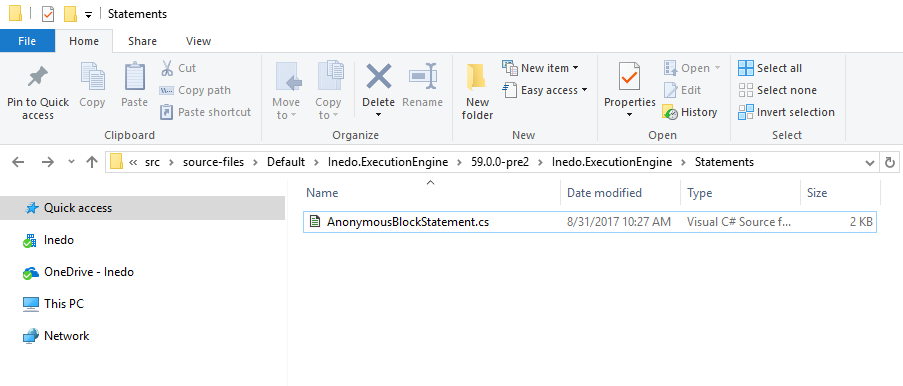 Statements
File Home Share View
Pin to Quick access
Copy
Paste
Cut
Copy path
Paste shortcut
Clipboard
Move to
Copy to
Delete
Rename
Organize
New folder
New item
Easy access
New
Properties
Open
Edit
History
Open
Select all
Select none
Invert selection
Select
« src › source-files › Default › Inedo.ExecutionEngine › 59.0.0-pre2 › Inedo.ExecutionEngine › Statements
Name Date modified Type Size
Quick access
Inedo
OneDrive - Inedo
This PC
Network
AnonymousBlockStatement.cs 8/31/2017 10:27 AM Visual C# Source f... 2 KB